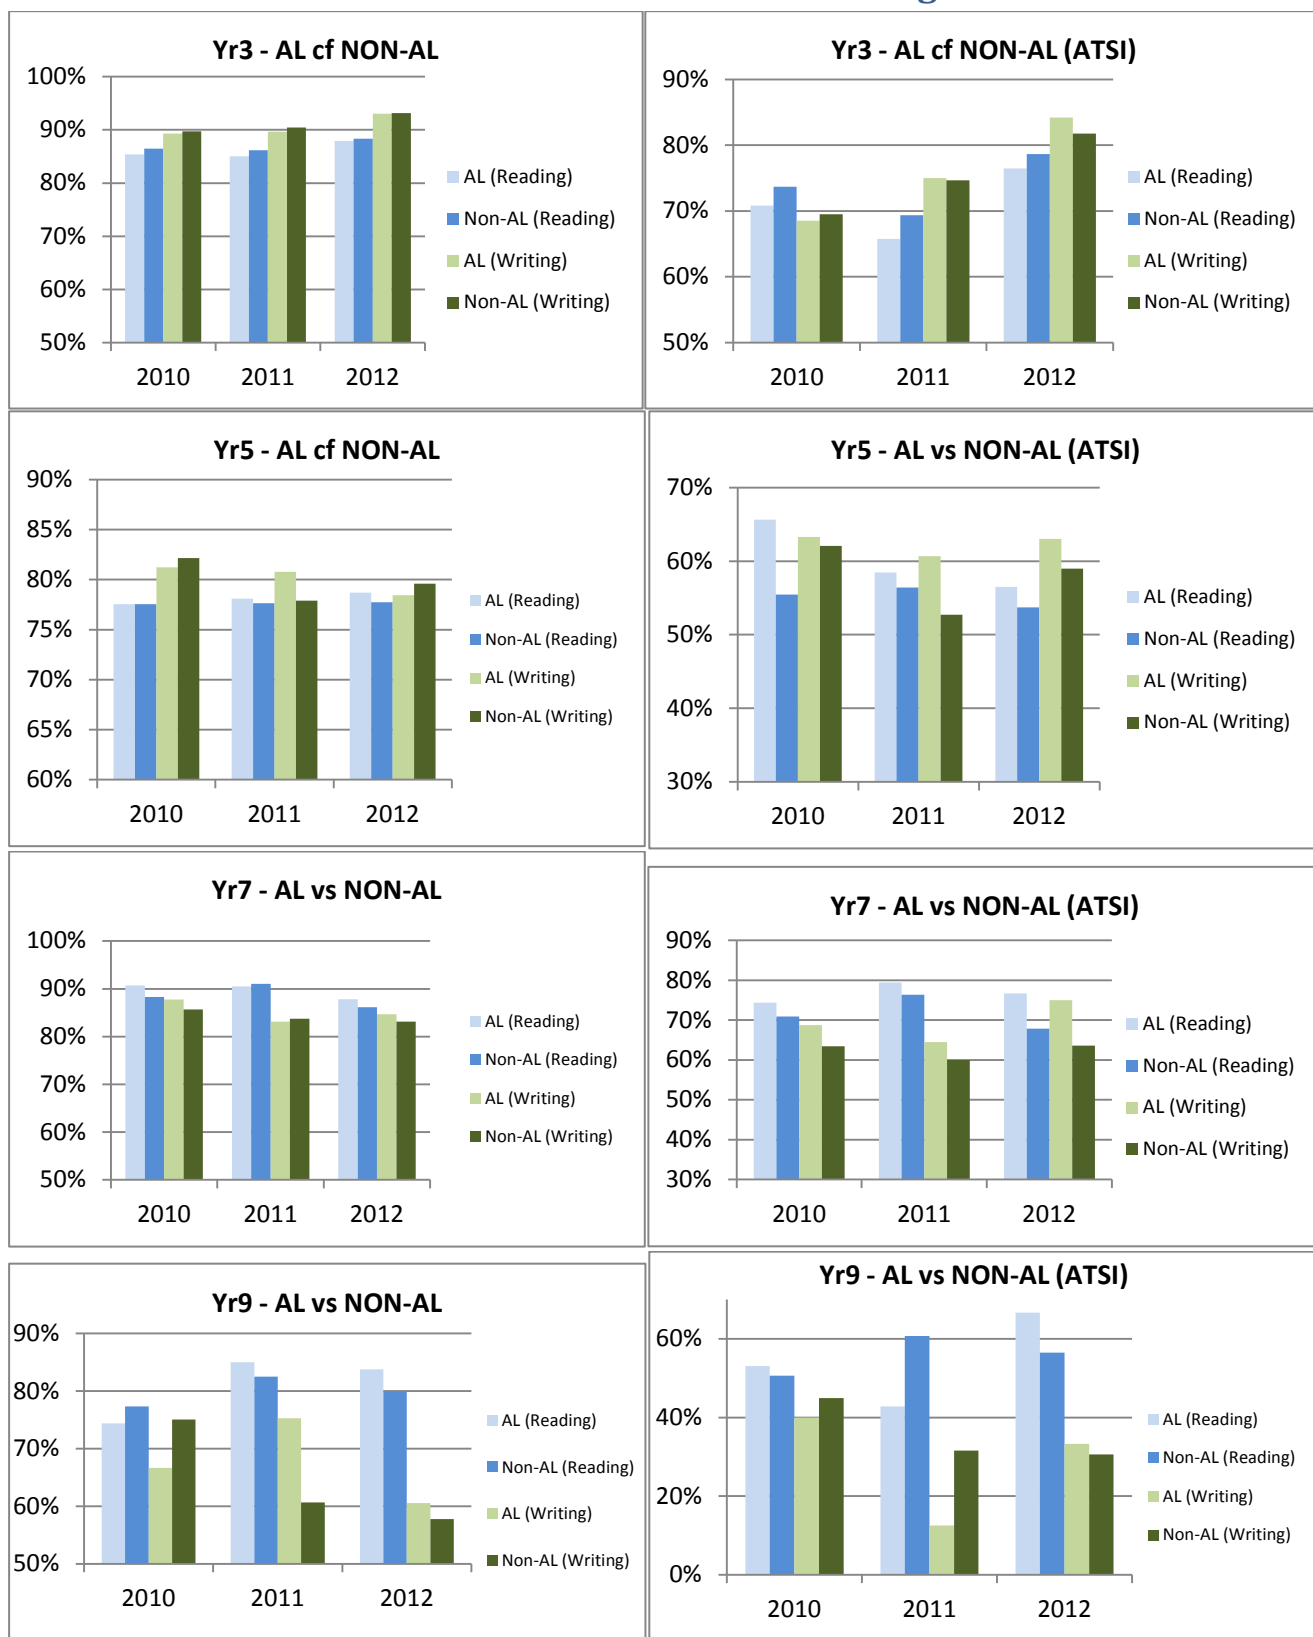 Yr3 - AL cf NON-AL
100%
90%
80%
70%
60%
50%
2010 2011 2012
AL (Reading)
Non-AL (Reading)
AL (Writing)
Non-AL (Writing)
Yr3 - AL cf NON-AL (ATSI)
90%
80%
70%
60%
50%
2010 2011 2012
AL (Reading)
Non-AL (Reading)
AL (Writing)
Non-AL (Writing)
Yr5 - AL cf NON-AL
90%
85%
80%
75%
70%
65%
60%
2010 2011 2012
AL (Reading)
Non-AL (Reading)
AL (Writing)
Non-AL (Writing)
Yr5 - AL vs NON-AL (ATSI)
70%
60%
50%
40%
30%
2010 2011 2012
AL (Reading)
Non-AL (Reading)
AL (Writing)
Non-AL (Writing)
Yr7 - AL vs NON-AL
100%
90%
80%
70%
60%
50%
2010 2011 2012
AL (Reading)
Non-AL (Reading)
AL (Writing)
Non-AL (Writing)
Yr7 - AL vs NON-AL (ATSI)
90%
80%
70%
60%
50%
40%
30%
2010 2011 2012
AL (Reading)
Non-AL (Reading)
AL (Writing)
Non-AL (Writing)
Yr9 - AL vs NON-AL
90%
80%
70%
60%
50%
2010 2011 2012
AL (Reading)
Non-AL (Reading)
AL (Writing)
Non-AL (Writing)
Yr9 - AL vs NON-AL (ATSI)
60%
40%
20%
0%
2010 2011 2012
AL (Reading)
Non-AL (Reading)
AL (Writing)
Non-AL (Writing)